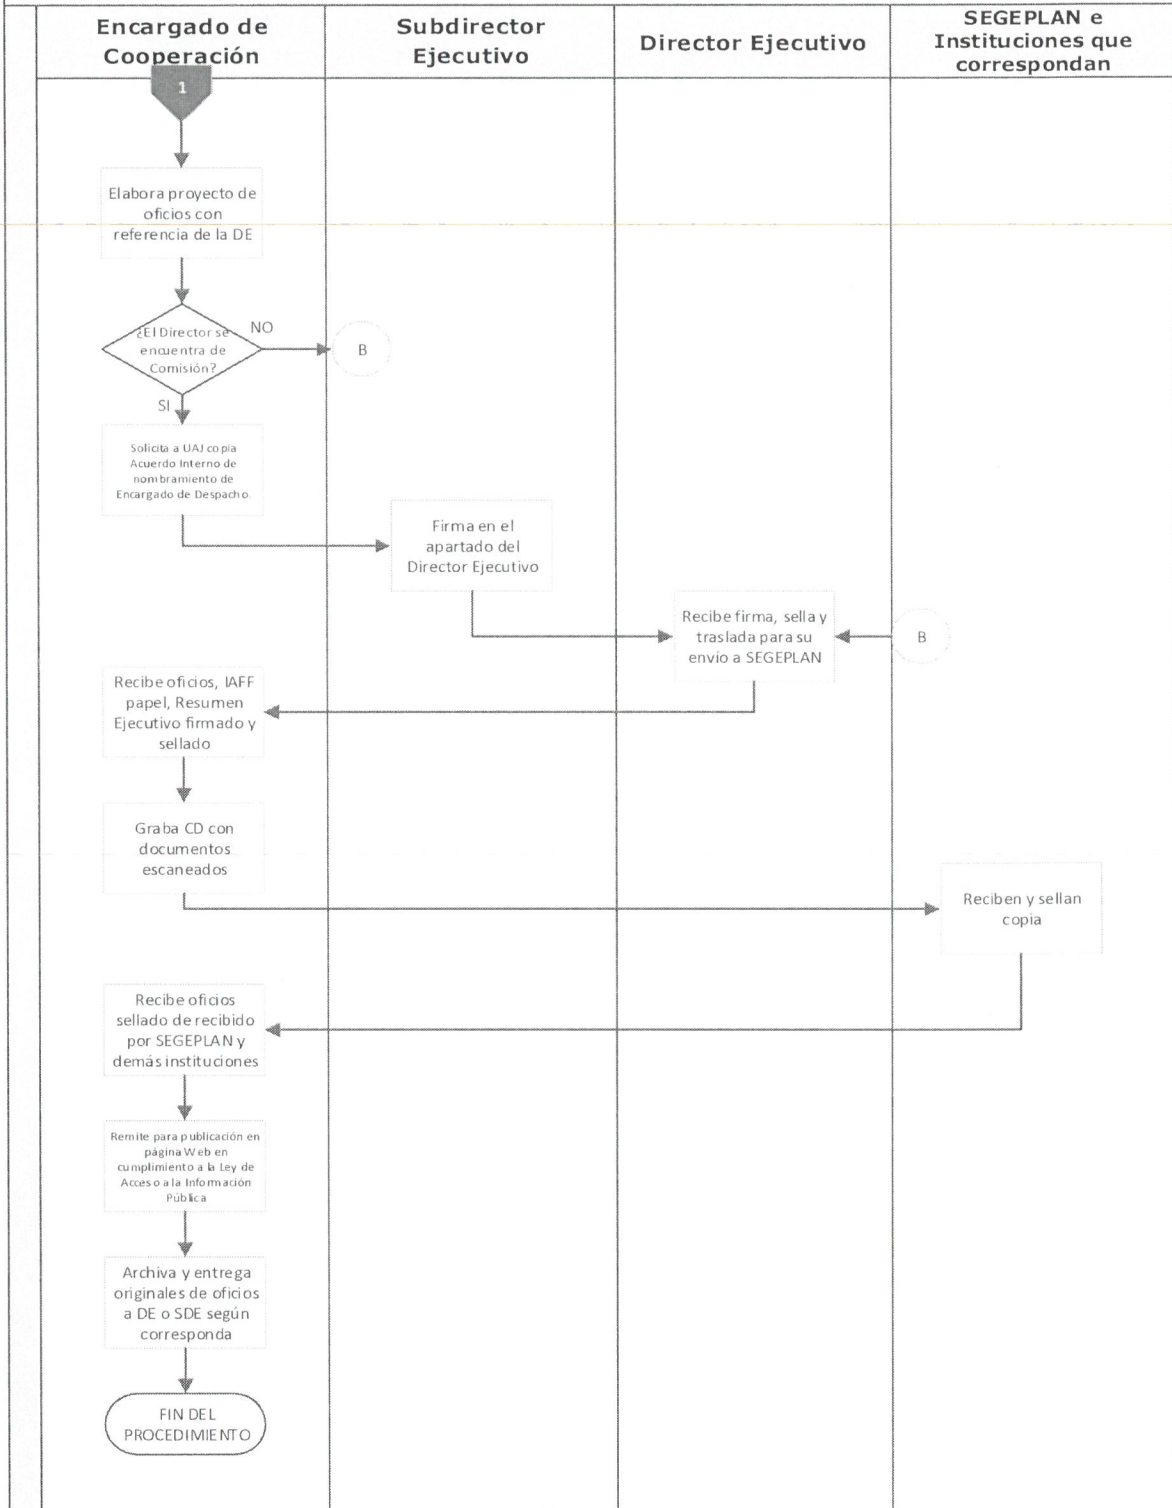 Encargado de
Cooperación
Subdirector
Ejecutivo
Director Ejecutivo
SEGEPLAN e
Instituciones que
correspondan
1
Elabora proyecto de
oficios con
referencia de la DE
¿El Director se
encuentra de
Comisión?
NO
B
SI
Solicita a UAJ copia
Acuerdo Interno de
nombramiento de
Encargado de Despacho.
Firma en el
apartado del
Director Ejecutivo
Recibe firma, sella y
traslada para su
envío a SEGEPLAN
B
Recibe oficios, IAFF
papel, Resumen
Ejecutivo firmado y
sellado
Graba CD con
documentos
escaneados
Reciben y sellan
copia
Recibe oficios
sellado de recibido
por SEGEPLAN y
demás instituciones
Remite para publicación en
página Web en
cumplimiento a la Ley de
Acceso a la Información
Pública
Archiva y entrega
originales de oficios
a DE o SDE según
corresponda
FIN DEL
PROCEDIMIENTO